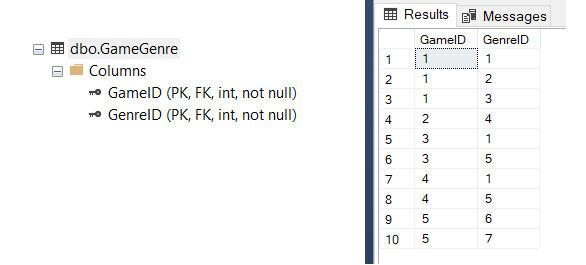 dbo.GameGenre
Columns
GameID (PK, FK, int, not null)
GenreID (PK, FK, int, not null)
Results Messages
GameID GenreID
1 1 1
2 1 2
3 1 3
4 2 4
5 3 1
6 3 5
7 4 1
8 4 5
9 5 6
10 5 7